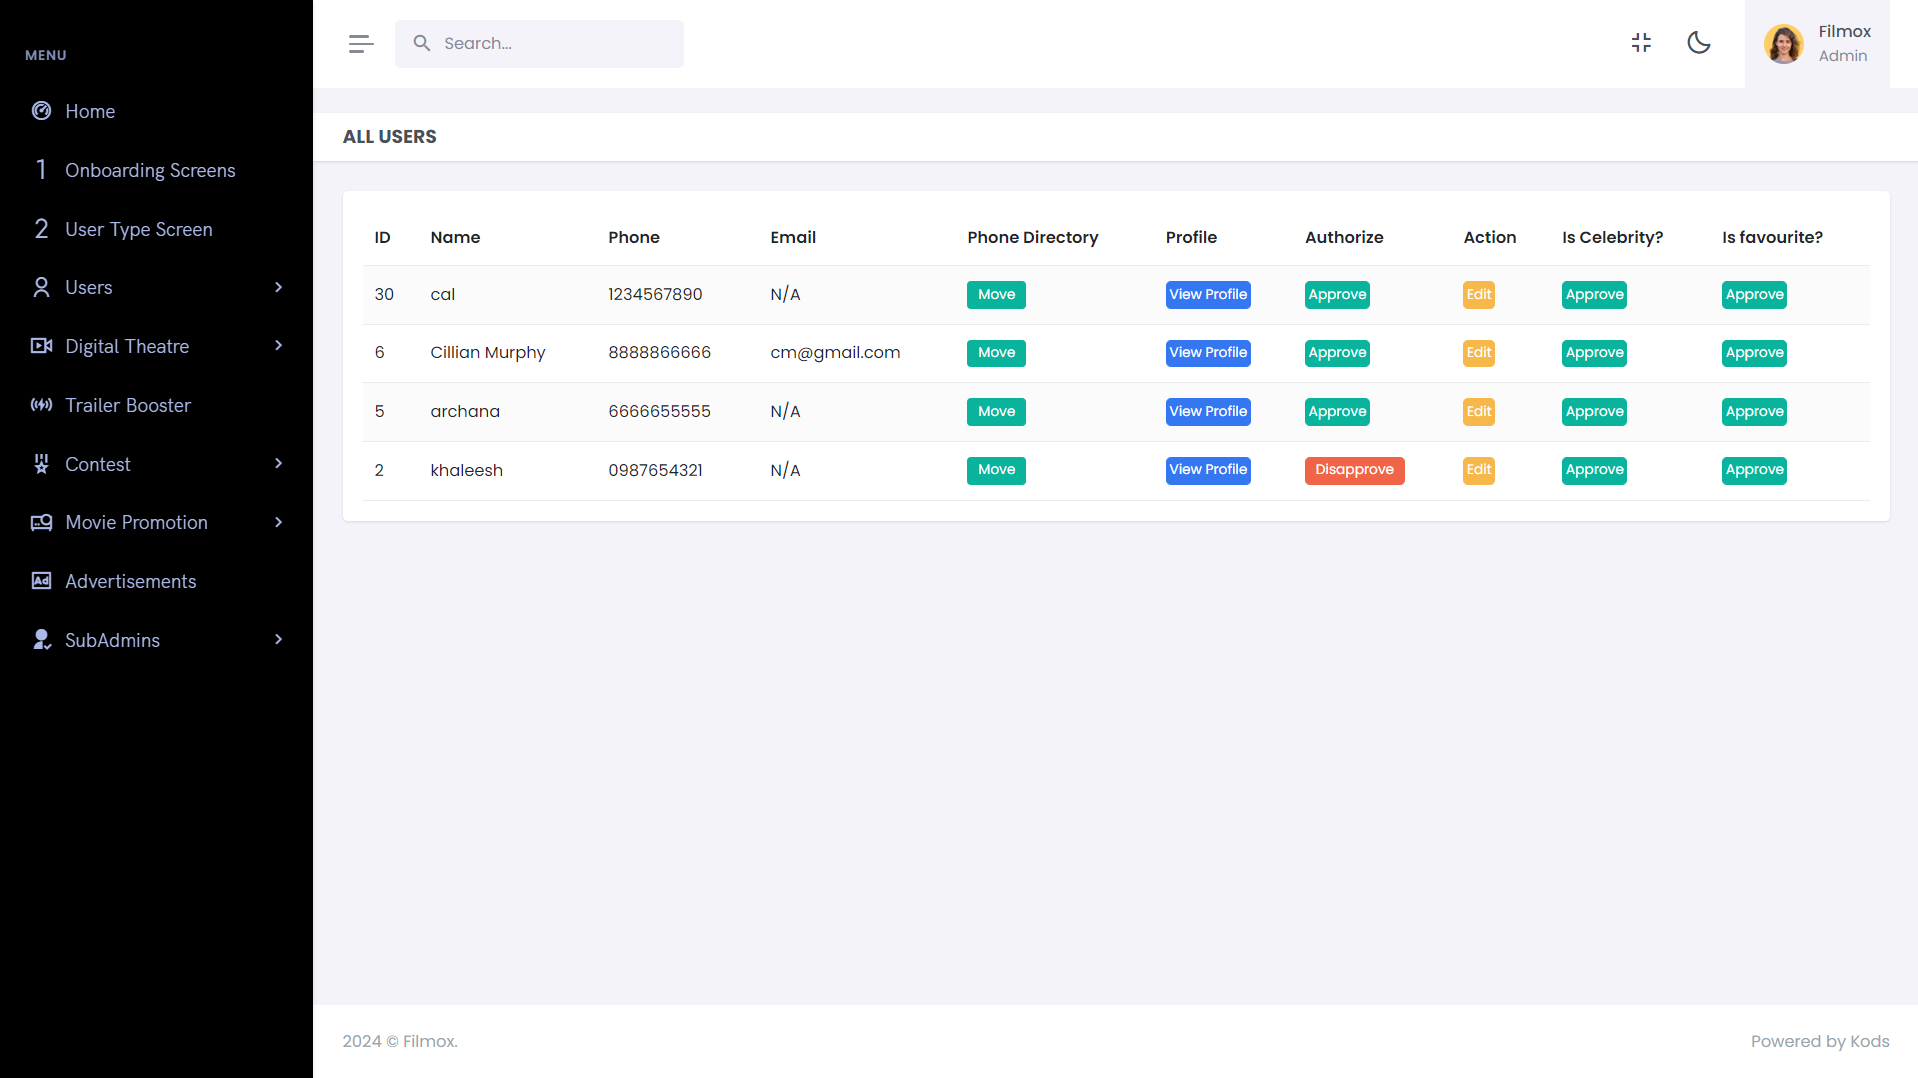 MENU
Home
1 Onboarding Screens
2 User Type Screen
Users
Digital Theatre
Trailer Booster
Contest
Movie Promotion
Ad Advertisements
SubAdmins
Search...
Filmox
Admin
ALL USERS
ID Name Phone Email Phone Directory Profile Authorize Action Is Celebrity? Is favourite?
30 cal 1234567890 N/A Move View Profile Approve Edit Approve Approve
6 Cillian Murphy 8888866666 cm@gmail.com Move View Profile Approve Edit Approve Approve
5 archana 6666655555 N/A Move View Profile Approve Edit Approve Approve
2 khaleesh 0987654321 N/A Move View Profile Disapprove Edit Approve Approve
2024 © Filmox.
Powered by Kods